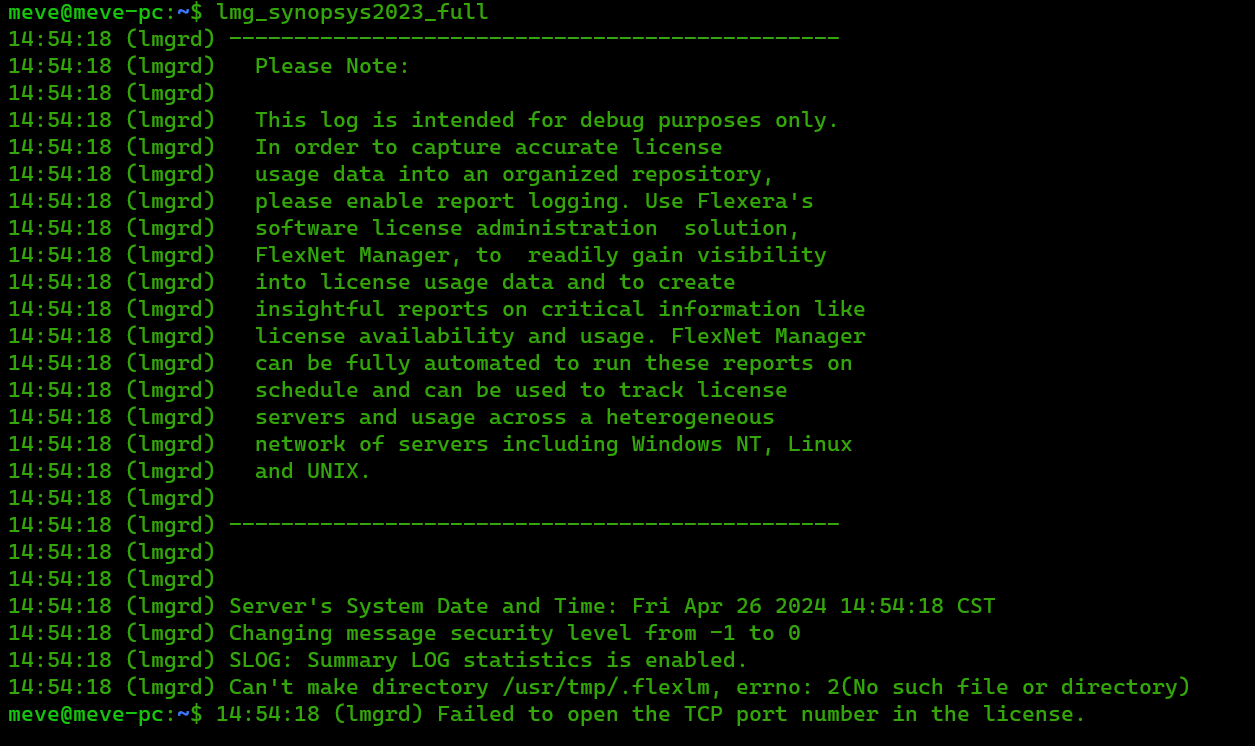 meve@meve-pc:~$ lmg_synopsys2023_full
14:54:18 (lmgrd) -----------------------------------------------
14:54:18 (lmgrd)   Please Note:
14:54:18 (lmgrd)
14:54:18 (lmgrd)   This log is intended for debug purposes only.
14:54:18 (lmgrd)   In order to capture accurate license
14:54:18 (lmgrd)   usage data into an organized repository,
14:54:18 (lmgrd)   please enable report logging. Use Flexera's
14:54:18 (lmgrd)   software license administration  solution,
14:54:18 (lmgrd)   FlexNet Manager, to  readily gain visibility
14:54:18 (lmgrd)   into license usage data and to create
14:54:18 (lmgrd)   insightful reports on critical information like
14:54:18 (lmgrd)   license availability and usage. FlexNet Manager
14:54:18 (lmgrd)   can be fully automated to run these reports on
14:54:18 (lmgrd)   schedule and can be used to track license
14:54:18 (lmgrd)   servers and usage across a heterogeneous
14:54:18 (lmgrd)   network of servers including Windows NT, Linux
14:54:18 (lmgrd)   and UNIX.
14:54:18 (lmgrd)
14:54:18 (lmgrd) -----------------------------------------------
14:54:18 (lmgrd)
14:54:18 (lmgrd)
14:54:18 (lmgrd) Server's System Date and Time: Fri Apr 26 2024 14:54:18 CST
14:54:18 (lmgrd) Changing message security level from -1 to 0
14:54:18 (lmgrd) SLOG: Summary LOG statistics is enabled.
14:54:18 (lmgrd) Can't make directory /usr/tmp/.flexlm, errno: 2(No such file or directory)
meve@meve-pc:~$ 14:54:18 (lmgrd) Failed to open the TCP port number in the license.